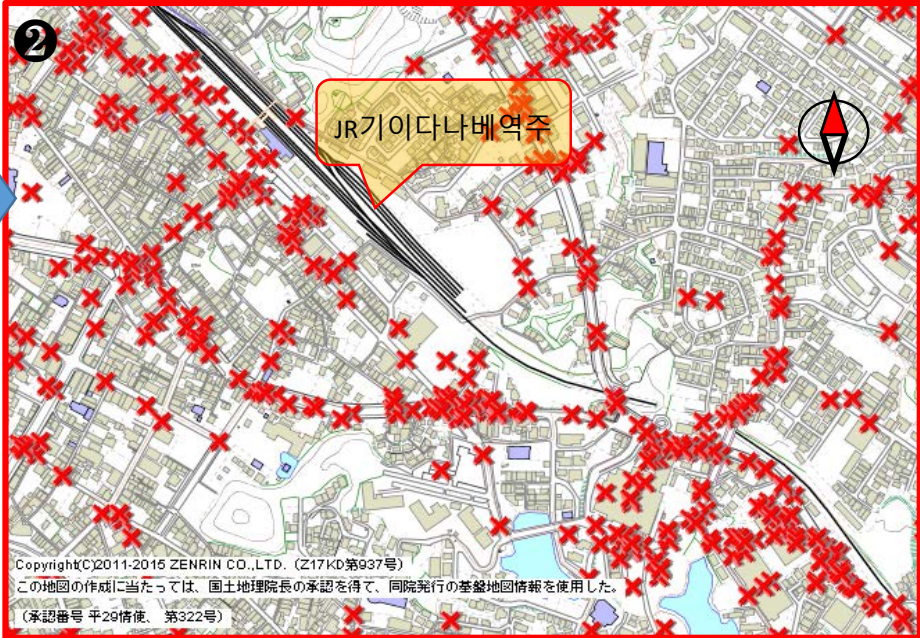 ❷
JR기이다나베역주
Copyright(C)2011-2015 ZENRIN CO.,LTD. (Z17KD第937号)
この地図の作成に当たっては、国土地理院長の承認を得て、同院発行の基盤地図情報を使用した。
(承認番号 平29情使、 第322号)